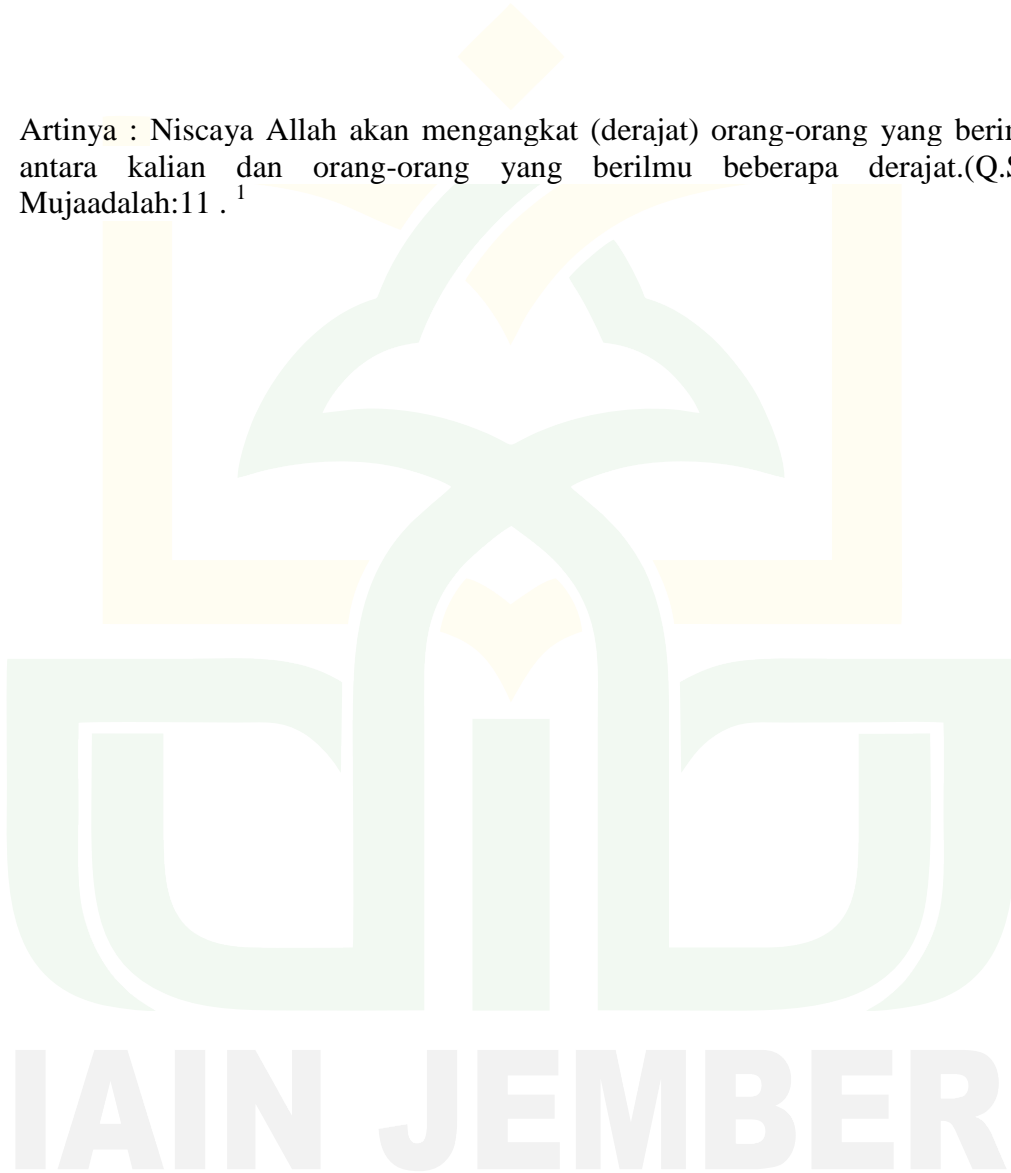 Artinya : Niscaya Allah akan mengangkat (derajat) orang-orang yang
antara kalian dan orang-orang yang berilmu beberapa derajat.(Q.S
Mujaadalah:11 . 1
IAIN JEMBER